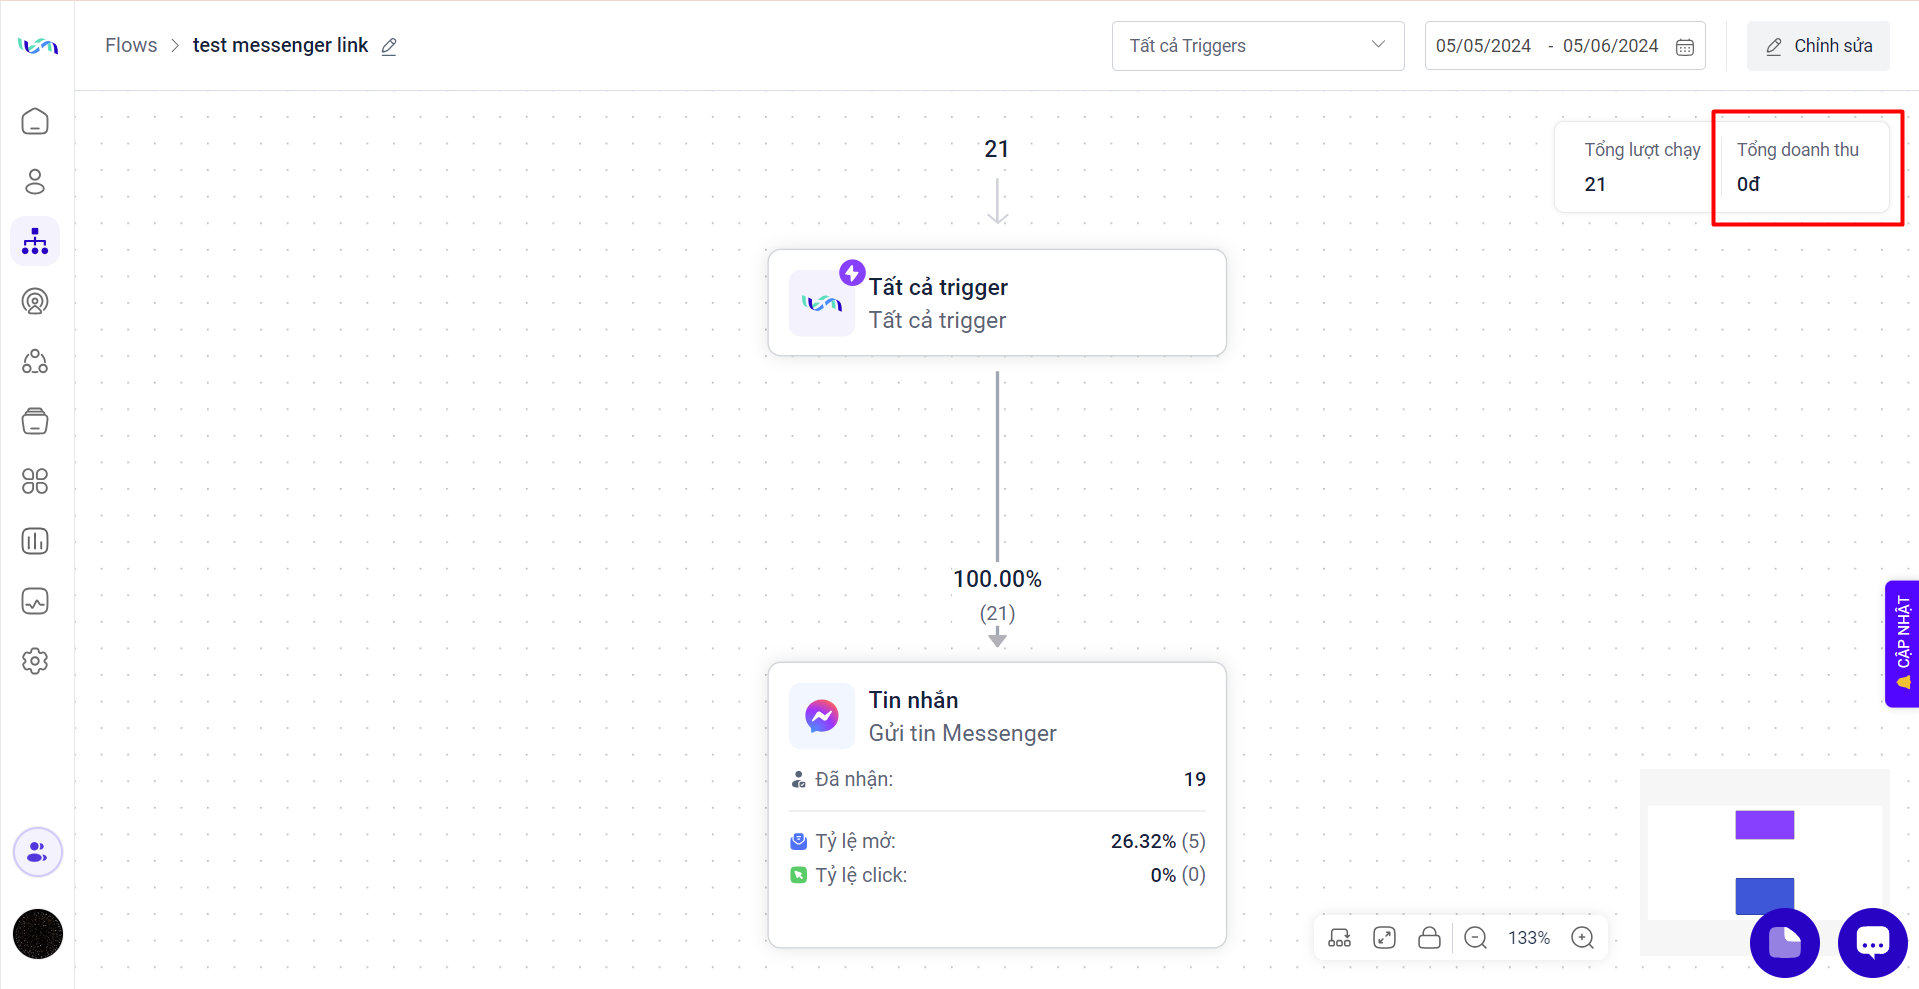 Flows > test messenger link
Tất cả Triggers
05/05/2024 - 05/06/2024
Chỉnh sửa
Tổng lượt chạy
21
Tổng doanh thu
0đ
21
Tất cả trigger
Tất cả trigger
100.00%
(21)
Tin nhắn
Gửi tin Messenger
Đã nhận: 19
Tỷ lệ mở: 26.32% (5)
Tỷ lệ click: 0% (0)
CẬP NHẬT
133%